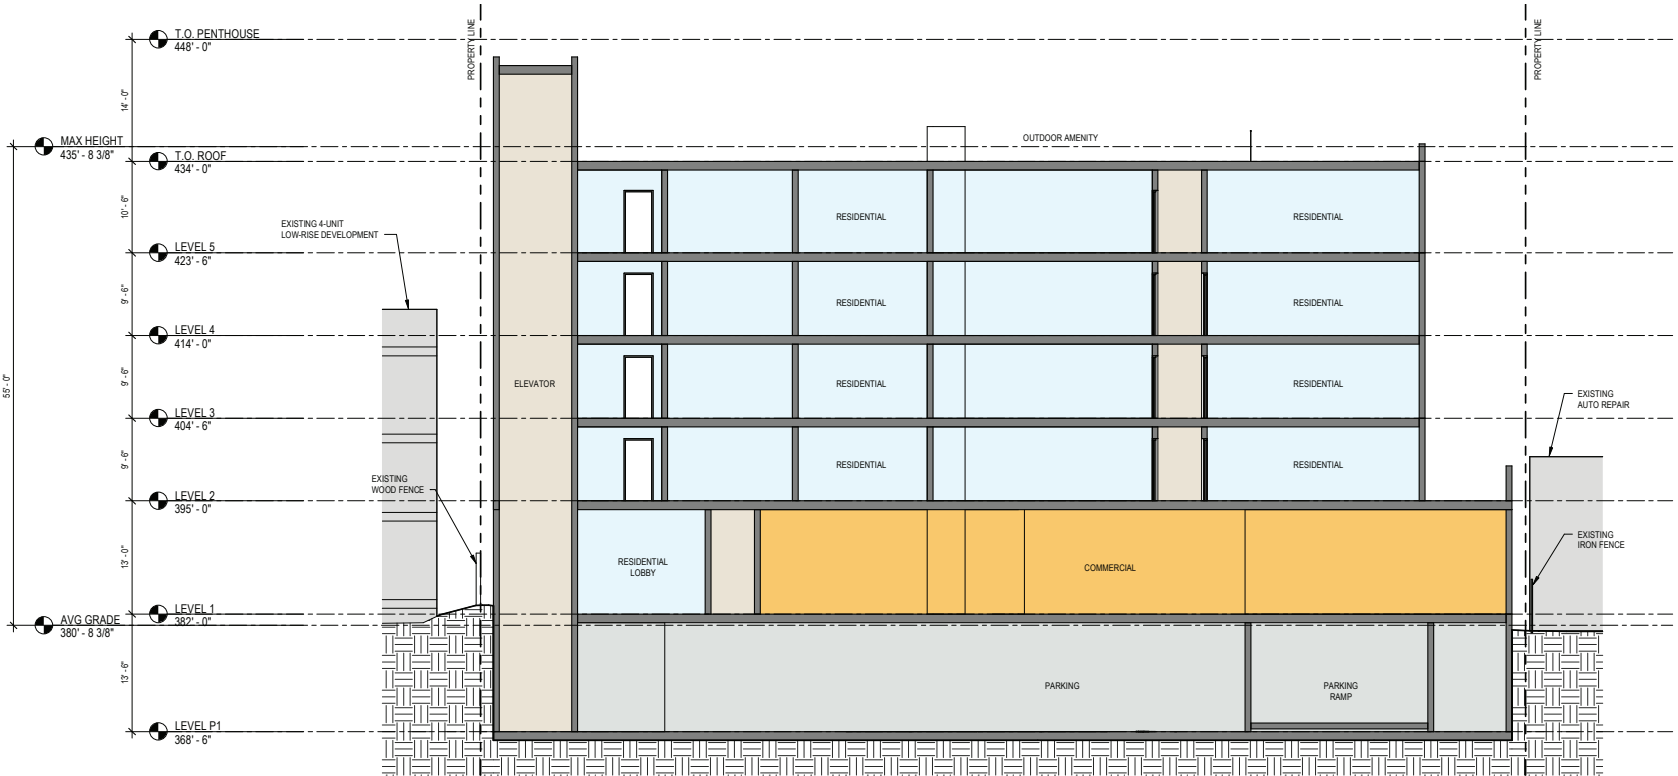 PROPERTY LINE
PROPERTY LINE
T.O. PENTHOUSE
448' - 0"
14' - 0"
MAX HEIGHT
435' - 8 3/8"
OUTDOOR AMENITY
T.O. ROOF
434' - 0"
10' - 6"
RESIDENTIAL
RESIDENTIAL
EXISTING 4-UNIT
LOW-RISE DEVELOPMENT
LEVEL 5
423' - 6"
9' - 6"
RESIDENTIAL
RESIDENTIAL
LEVEL 4
414' - 0"
55' - 0"
9' - 6"
ELEVATOR
RESIDENTIAL
RESIDENTIAL
EXISTING
AUTO REPAIR
LEVEL 3
404' - 6"
9' - 6"
RESIDENTIAL
RESIDENTIAL
EXISTING
WOOD FENCE
LEVEL 2
395' - 0"
13' - 0"
RESIDENTIAL
LOBBY
COMMERCIAL
EXISTING
IRON FENCE
LEVEL 1
382' - 0"
AVG GRADE
380' - 8 3/8"
13' - 6"
PARKING
PARKING
RAMP
LEVEL P1
368' - 6"